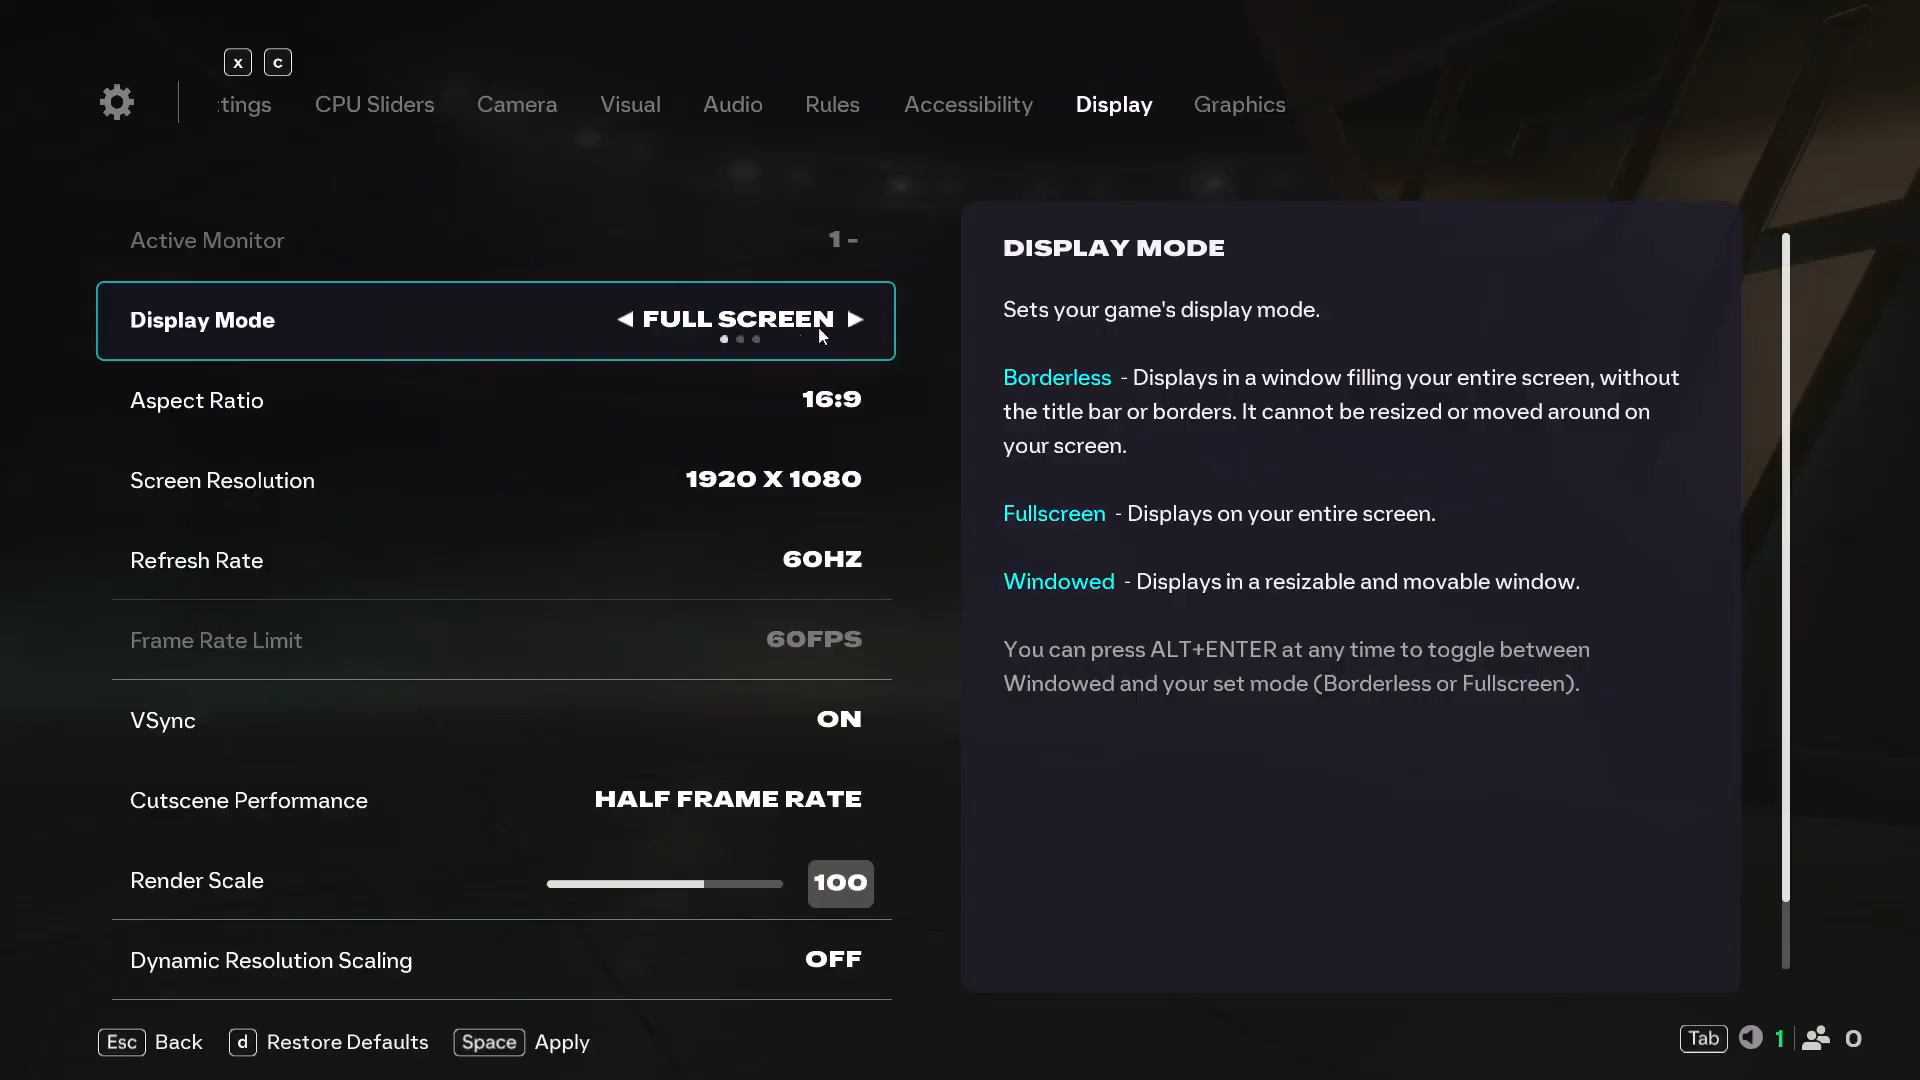 x c
tings CPU Sliders Camera Visual Audio Rules Accessibility Display Graphics
Active Monitor 1 -
Display Mode FULL SCREEN
Aspect Ratio 16:9
Screen Resolution 1920 X 1080
Refresh Rate 60HZ
Frame Rate Limit 60FPS
VSync ON
Cutscene Performance HALF FRAME RATE
Render Scale 100
Dynamic Resolution Scaling OFF
DISPLAY MODE
Sets your game's display mode.
Borderless - Displays in a window filling your entire screen, without
the title bar or borders. It cannot be resized or moved around on
your screen.
Fullscreen - Displays on your entire screen.
Windowed - Displays in a resizable and movable window.
You can press ALT+ENTER at any time to toggle between
Windowed and your set mode (Borderless or Fullscreen).
Esc Back d Restore Defaults Space Apply
Tab 1 0